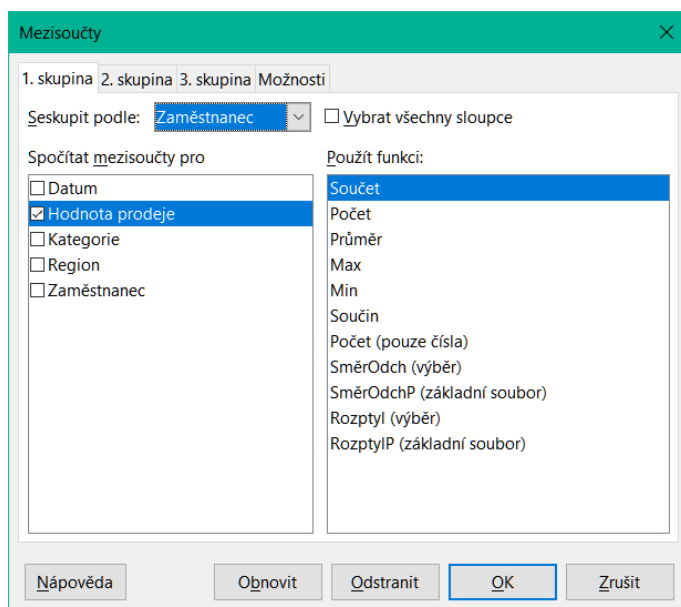 Mezisoučty
1. skupina 2. skupina 3. skupina Možnosti
Seskupit podle: Zaměstnanec Vybrat všechny sloupce
Spočítat mezisoučty pro
Datum
Hodnota prodeje
Kategorie
Region
Zaměstnanec
Použít funkci:
Součet
Počet
Průměr
Max
Min
Součin
Počet (pouze čísla)
SměrOdch (výběr)
SměrOdchP (základní soubor)
Rozptyl (výběr)
RozptylP (základní soubor)
Nápověda Obnovit Odstranit OK Zrušit